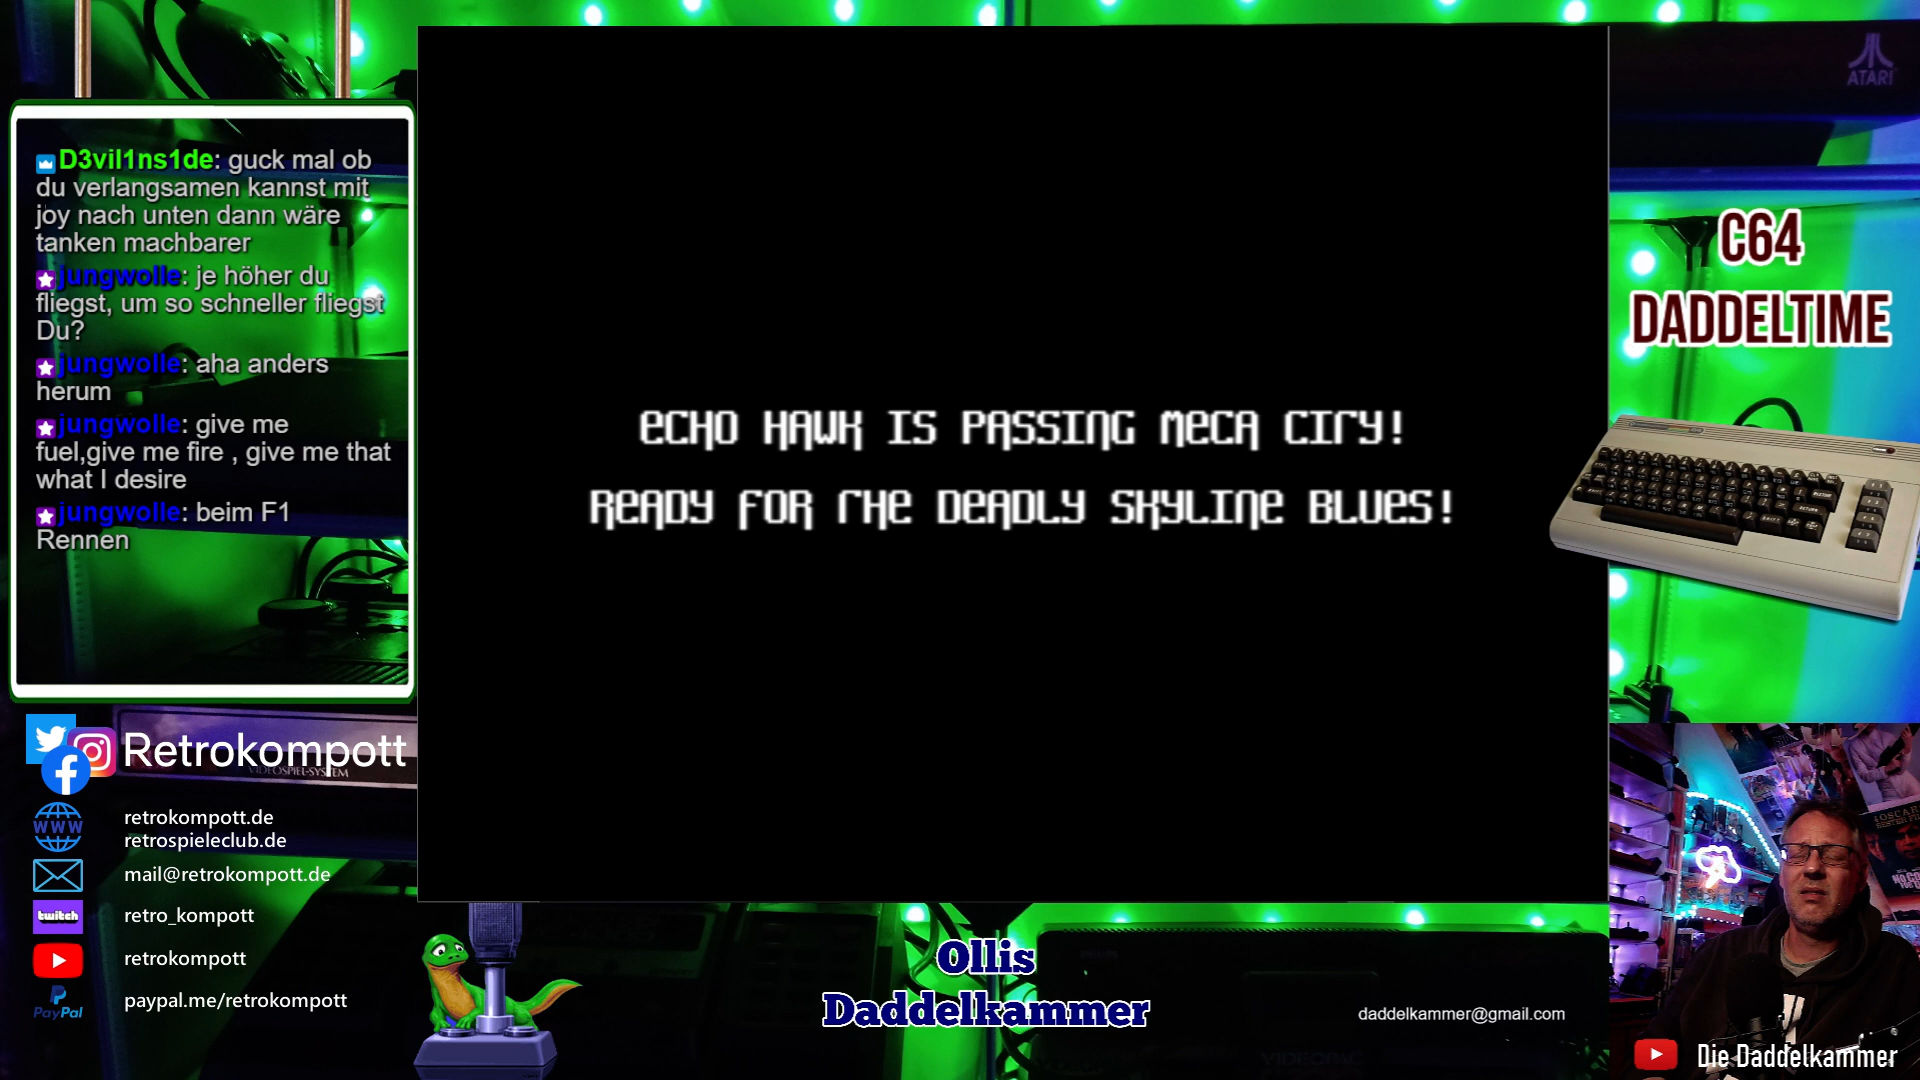 D3vil1ns1de: guck mal ob
du verlangsamen kannst mit
joy nach unten dann wäre
tanken machbarer
jungwolle: je höher du
fliegst, um so schneller fliegst
Du?
jungwolle: aha anders
herum
jungwolle: give me
fuel,give me fire , give me that
what I desire
jungwolle: beim F1
Rennen
ECHO HAWK IS PASSING MECA CITY!
READY FOR THE DEADLY SKYLINE BLUES!
ATARI
C64
DADDELTIME
Retrokompott
VIDEOSPIEL-SYSTEM
www
retrokompott.de
retrospieleclub.de
mail@retrokompott.de
twitch
retro_kompott
retrokompott
PayPal
paypal.me/retrokompott
Ollis
Daddelkammer
daddelkammer@gmail.com
Die Daddelkammer